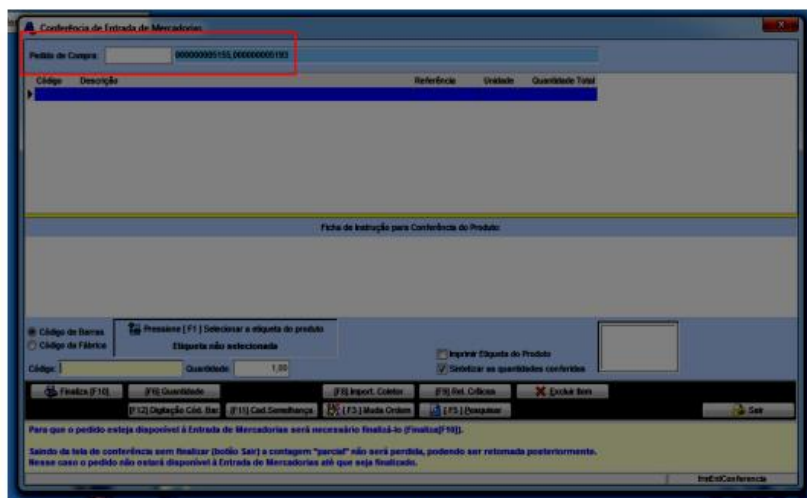 Conferência de Entrada de Mercadorias
Pedido de Compra: 000000005155,000000005193
Código Descrição Referência Unidade Quantidade Total
Ficha de Instrução para Conferência do Produto:
Código de Barras
Código de Fábrica
Pressione [ F1 ] Selecionar a etiqueta do produto
Etiqueta não selecionada
Imprimir Etiqueta do Produto
Código: Quantidade 1,00
Sintetizar as quantidades conferidas
Finaliza [F10] [F6] Quantidade [F8] Import. Coletor [F9] Rel. Críticas Excluir Item
[F12] Digitação Cód. Bar. [F11] Cad.Semelhança [ F3 ] Muda Ordem [ F5 ] Pesquisar Sair
Para que o pedido esteja disponível à Entrada de Mercadorias será necessário finalizá-lo (Finaliza[F10]).
Saindo da tela de conferência sem finalizar (botão Sair) a contagem "parcial" não será perdida, podendo ser retomada posteriormente.
Nesse caso o pedido não estará disponível à Entrada de Mercadorias até que seja finalizado.
frmEntConferencia